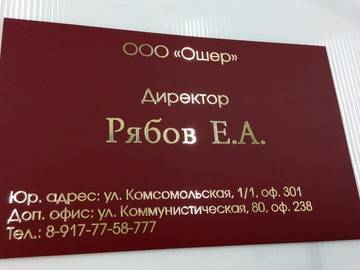 ООО «Ошер»
Директор
Рябов Е.А.
Юр. адрес: ул. Комсомольская, 1/1, оф. 301
Доп. офис: ул. Коммунистическая, 80, оф. 238
Тел.: 8-917-77-58-777